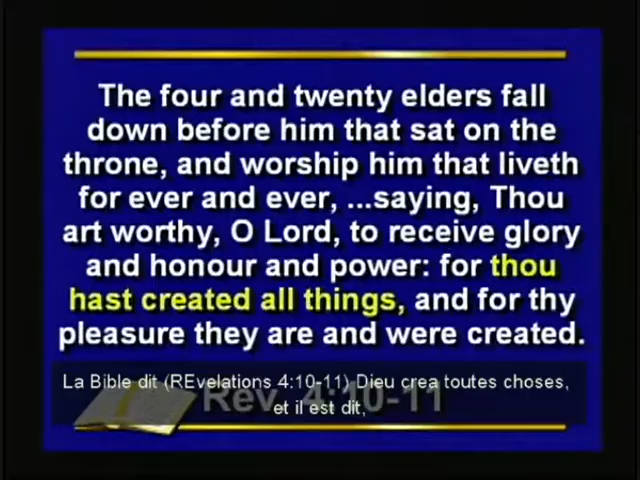 The four and twenty elders fall
down before him that sat on the
throne, and worship him that liveth
for ever and ever, ...saying, Thou
art worthy, O Lord, to receive glory
and honour and power: for thou
hast created all things, and for thy
pleasure they are and were created.
La Bible dit (REvelations 4:10-11) Dieu crea toutes choses,
et il est dit,
Rev. 4:10-11